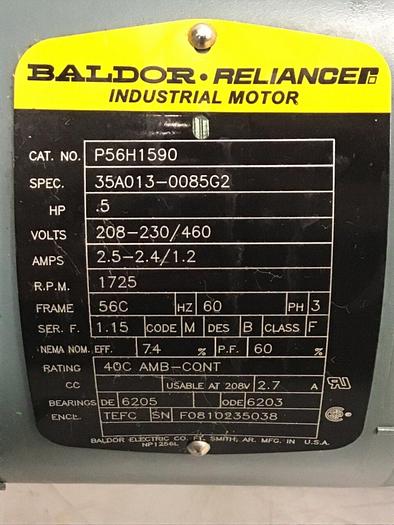 BALDOR • RELIANCER
INDUSTRIAL MOTOR
CAT. NO. P56H1590
SPEC. 35A013-0085G2
HP .5
VOLTS 208-230/460
AMPS 2.5-2.4/1.2
R.P.M. 1725
FRAME 56C HZ 60 PH 3
SER. F. 1.15 CODE M DES B CLASS F
NEMA NOM. EFF. 74 % P.F. 60 %
RATING 40C AMB-CONT
CC USABLE AT 208V 2.7 A
BEARINGS DE 6205 ODE 6203
ENCL. TEFC SN F0810235038
BALDOR ELECTRIC CO. FT. SMITH, AR. MFG. IN U.S.A.
NP1256L